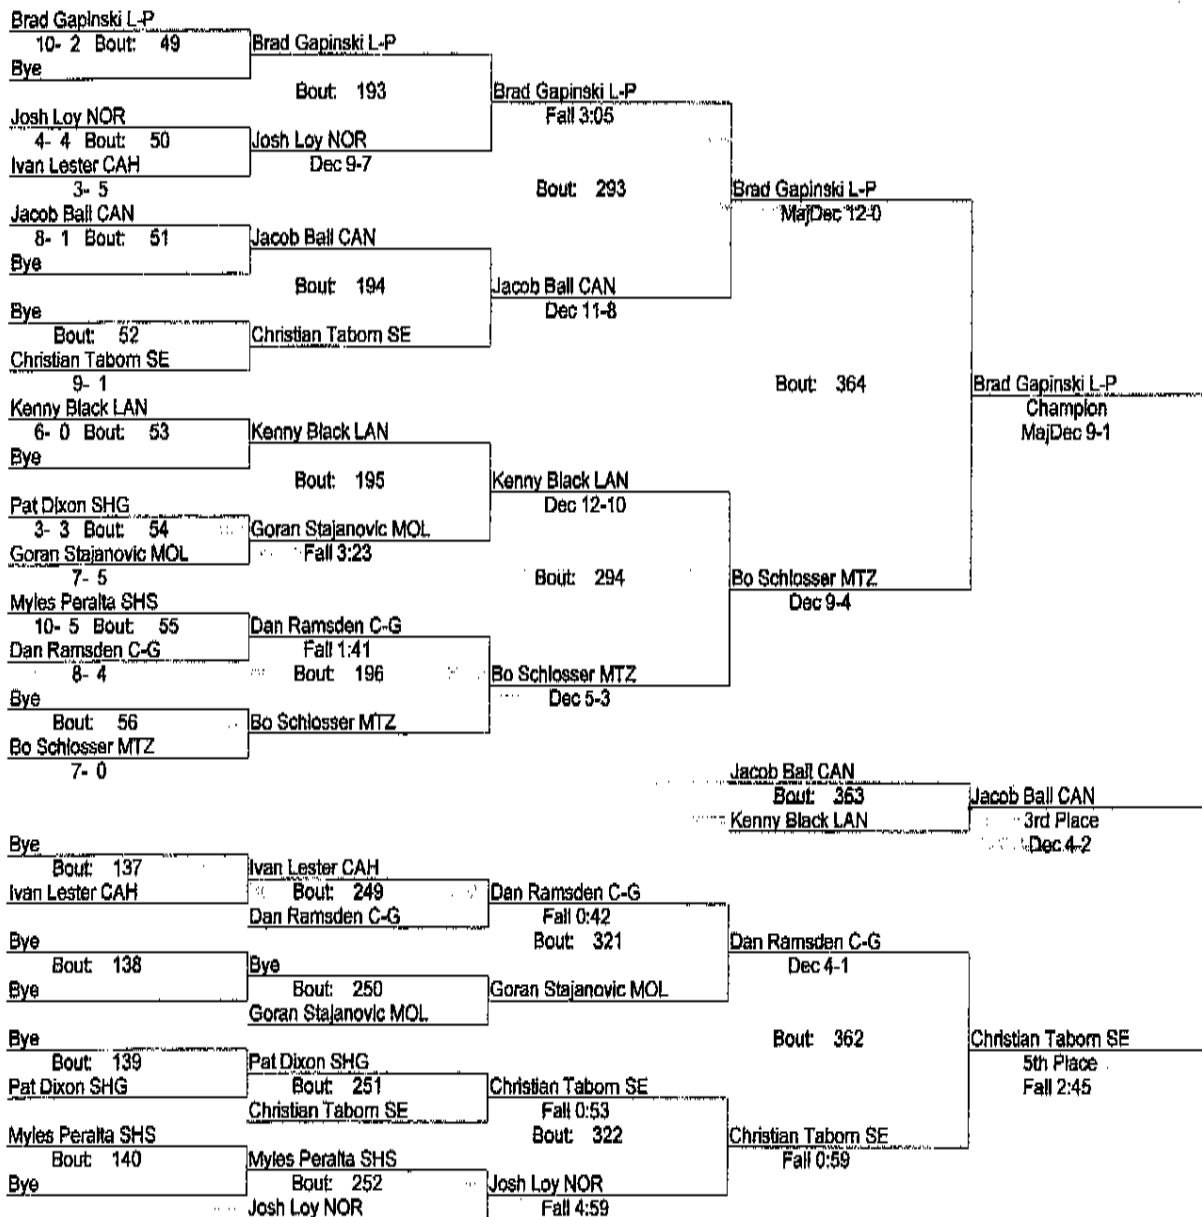 Brad Gapinski L-P
10- 2 Bout: 49
Bye
Brad Gapinski L-P
Bout: 193
Josh Loy NOR
4- 4 Bout: 50
Ivan Lester CAH
3- 5
Josh Loy NOR
Dec 9-7
Brad Gapinski L-P
Fall 3:05
Bout: 293
Jacob Ball CAN
8- 1 Bout: 51
Bye
Jacob Ball CAN
Bout: 194
Bye
Bout: 52
Christian Taborn SE
9- 1
Christian Taborn SE
Jacob Ball CAN
Dec 11-8
Brad Gapinski L-P
MajDec 12-0
Bout: 364
Brad Gapinski L-P
Champion
MajDec 9-1
Kenny Black LAN
6- 0 Bout: 53
Bye
Kenny Black LAN
Bout: 195
Pat Dixon SHG
3- 3 Bout: 54
Goran Stajanovic MOL
7- 5
Goran Stajanovic MOL
Fall 3:23
Kenny Black LAN
Dec 12-10
Bout: 294
Myles Peralta SHS
10- 5 Bout: 55
Dan Ramsden C-G
8- 4
Dan Ramsden C-G
Fall 1:41
Bout: 196
Bye
Bout: 56
Bo Schlosser MTZ
7- 0
Bo Schlosser MTZ
Bo Schlosser MTZ
Dec 5-3
Bo Schlosser MTZ
Dec 9-4
Jacob Ball CAN
Bout: 363
Kenny Black LAN
Jacob Ball CAN
3rd Place
Dec 4-2
Bye
Bout: 137
Ivan Lester CAH
Ivan Lester CAH
Bout: 249
Dan Ramsden C-G
Dan Ramsden C-G
Fall 0:42
Bout: 321
Bye
Bout: 138
Bye
Bye
Bout: 250
Goran Stajanovic MOL
Goran Stajanovic MOL
Dan Ramsden C-G
Dec 4-1
Bout: 362
Bye
Bout: 139
Pat Dixon SHG
Pat Dixon SHG
Bout: 251
Christian Taborn SE
Christian Taborn SE
Fall 0:53
Bout: 322
Myles Peralta SHS
Bout: 140
Bye
Myles Peralta SHS
Bout: 252
Josh Loy NOR
Josh Loy NOR
Fall 4:59
Christian Taborn SE
Fall 0:59
Christian Taborn SE
5th Place
Fall 2:45